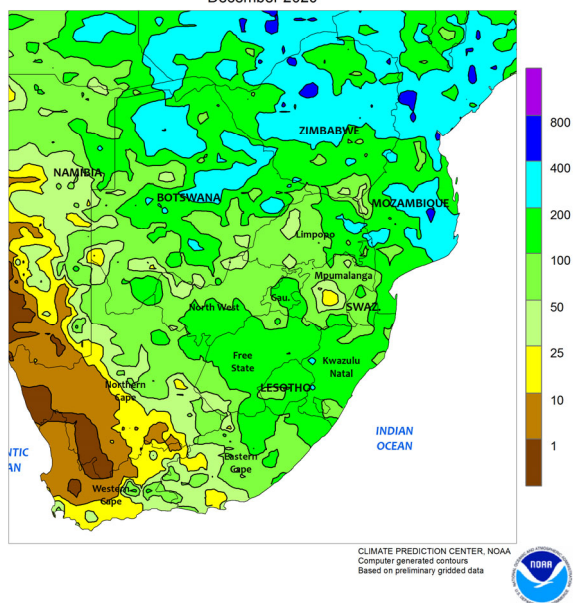 ZIMBABWE
NAMIBIA
BOTSWANA
MOZAMBIQUE
Limpopo
Mpumalanga
Gau.
North West
SWAZ.
Free
State
Kwazulu
Natal
Northern
Cape
LESOTHO
INDIAN
OCEAN
NTIC
AN
Eastern
Cape
Western
Cape
800
400
200
100
50
25
10
1
CLIMATE PREDICTION CENTER, NOAA
Computer generated contours
Based on preliminary gridded data
NOAA